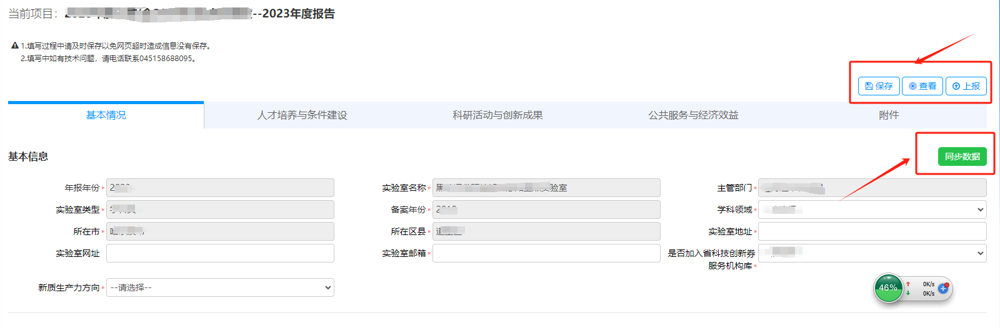 当前项目： --2023年度报告
1.填写过程中请及时保存以免网页超时造成信息没有保存。
2.填写中如有技术问题，请电话联系045158688095。
保存 查看 上报
基本情况 人才培养与条件建设 科研活动与创新成果 公共服务与经济效益 附件
基本信息 同步数据
年报年份* 实验室名称* 实验室 主管部门*
实验室类型* 备案年份* 学科领域*
所在市* 所在区县* 实验室地址*
实验室网址 实验室邮箱* 是否加入省科技创新券
服务机构库*
新质生产力方向* --请选择--
46% 0K/s
0K/s